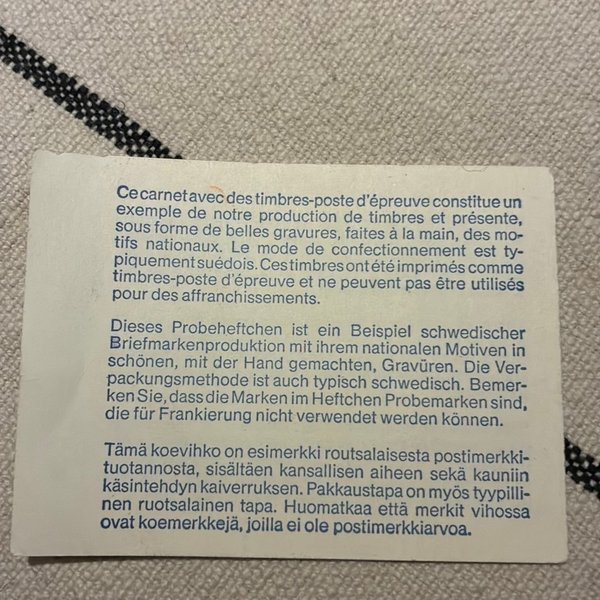 Ce carnet avec des timbres-poste d'épreuve constitue un
exemple de notre production de timbres et présente,
sous forme de belles gravures, faites à la main, des mo-
tifs nationaux. Le mode de confectionnement est ty-
piquement suédois. Ces timbres ont été imprimés comme
timbres-poste d'épreuve et ne peuvent pas être utilisés
pour des affranchissements.
Dieses Probeheftchen ist ein Beispiel schwedischer
Briefmarkenproduktion mit ihrem nationalen Motiven in
schönen, mit der Hand gemachten, Gravüren. Die Ver-
packungsmethode ist auch typisch schwedisch. Bemer-
ken Sie, dass die Marken im Heftchen Probemarken sind,
die für Frankierung nicht verwendet werden können.
Tämä koevihko on esimerkki routsalaisesta postimerkki-
tuotannosta, sisältäen kansallisen aiheen sekä kauniin
käsintehdyn kaiverruksen. Pakkaustapa on myös tyypilli-
nen ruotsalainen tapa. Huomatkaa että merkit vihossa
ovat koemerkkejä, joilla ei ole postimerkkiarvoa.